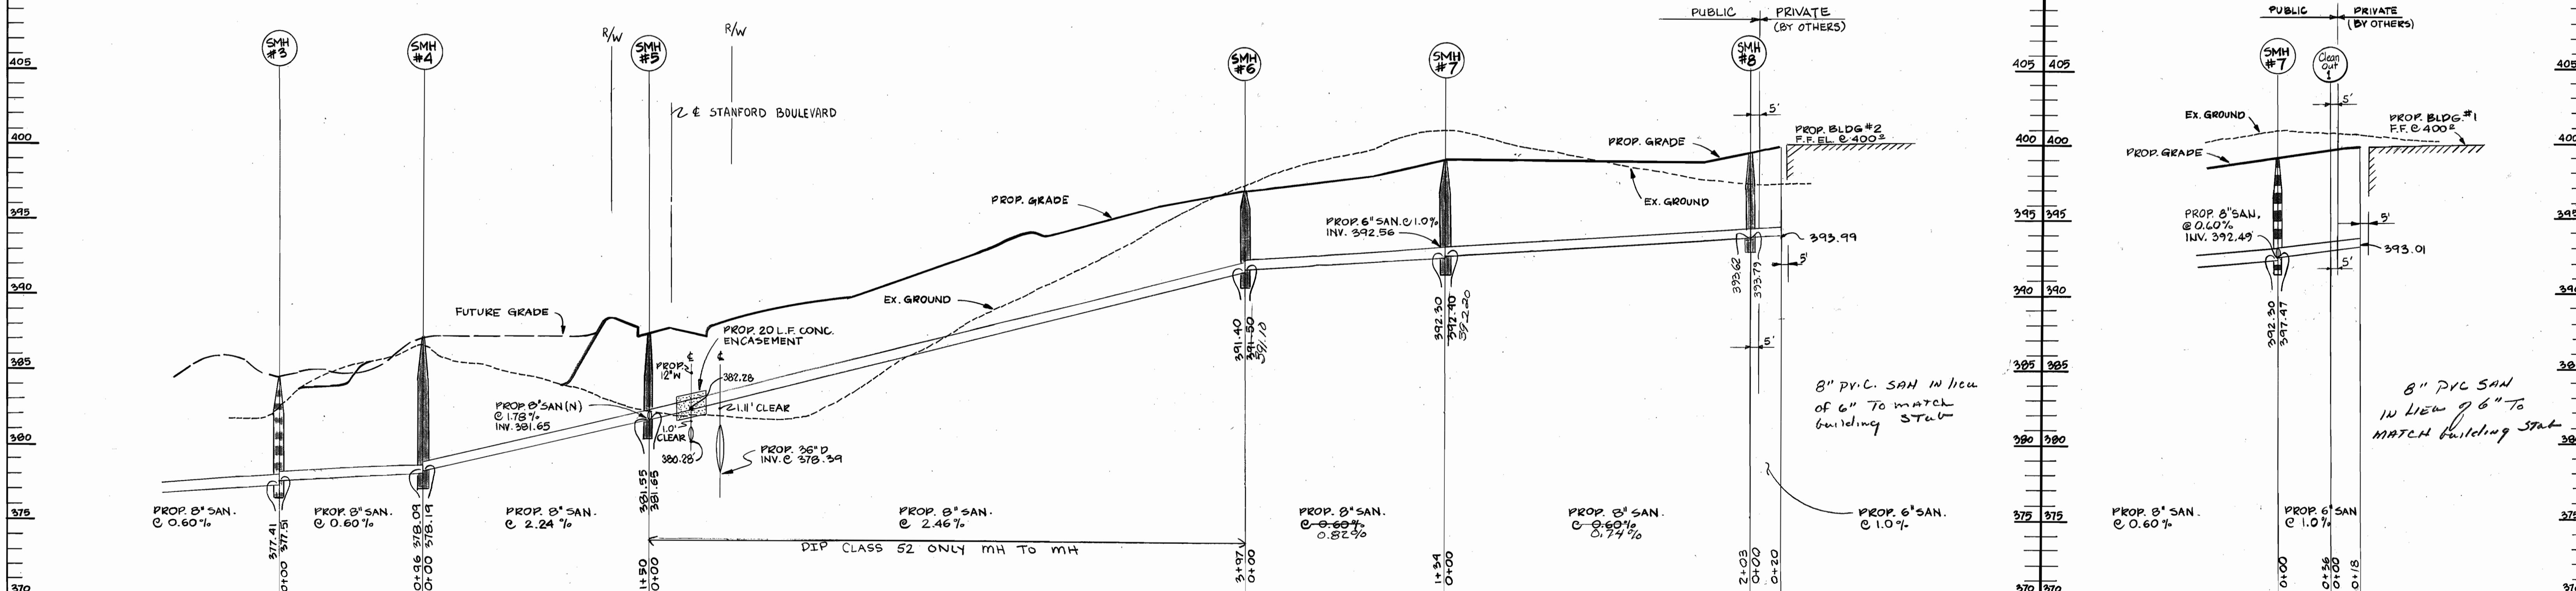 PUBLIC
PRIVATE
(BY OTHERS)
PUBLIC
PRIVATE
(BY OTHERS)
R/W
R/W
SMH
#3
SMH
#4
SMH
#5
SMH
#6
SMH
#7
SMH
#8
SMH
#7
Clean
out
1
405
405
405
405
5'
5'
℄ STANFORD BOULEVARD
400
400
400
PROP. GRADE
PROP. BLDG #2
F.F. EL. @ 400.0
EX. GROUND
PROP. BLDG. #1
F.F. @ 400.0
PROP. GRADE
PROP. GRADE
EX. GROUND
395
395
395
PROP. 6" SAN. @ 1.0%
INV. 392.56
393.99
5'
393.62
393.79
PROP. 8" SAN.
@ 0.60%
INV. 392.49
5'
393.01
5'
390
390
390
FUTURE GRADE
EX. GROUND
PROP. 20 L.F. CONC.
ENCASEMENT
391.40
391.50
391.10
392.30
392.40
392.30
397.47
385
385
385
℄
℄
PROP.
12" W
382.28
1.11' CLEAR
PROP. 8" SAN (N)
@ 1.78%
INV. 381.65
1.0'
CLEAR
380.28
PROP. 36" D
INV. @ 378.39
5'
8" P.V.C. SAN IN lieu
of 6" To MATCH
building STub
8" PVC SAN
IN LIEU of 6" To
MATCH building STub
380
380
380
381.55
381.65
375
375
375
PROP. 8" SAN.
@ 0.60%
377.41
377.51
PROP. 8" SAN.
@ 0.60%
378.09
378.19
PROP. 8" SAN.
@ 2.24%
PROP. 8" SAN.
@ 2.46%
PROP. 8" SAN.
@ 0.60%
0.82%
PROP. 8" SAN.
@ 0.60%
0.74%
PROP. 6" SAN.
@ 1.0%
PROP. 8" SAN.
@ 0.60%
PROP. 6" SAN
@ 1.0%
DIP CLASS 52 ONLY MH TO MH
0+00
0+96
0+00
1+50
0+00
3+97
0+00
1+34
0+00
2+03
0+00
0+20
0+00
0+36
0+00
0+18
370
370
370
370
370